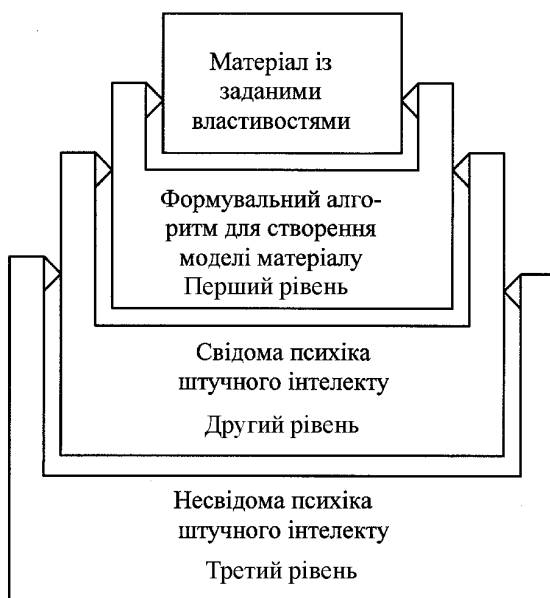 Матеріал із
заданими
властивостями
Формувальний алго-
ритм для створення
моделі матеріалу
Перший рівень
Свідома психіка
штучного інтелекту
Другий рівень
Несвідома психіка
штучного інтелекту
Третий рівень